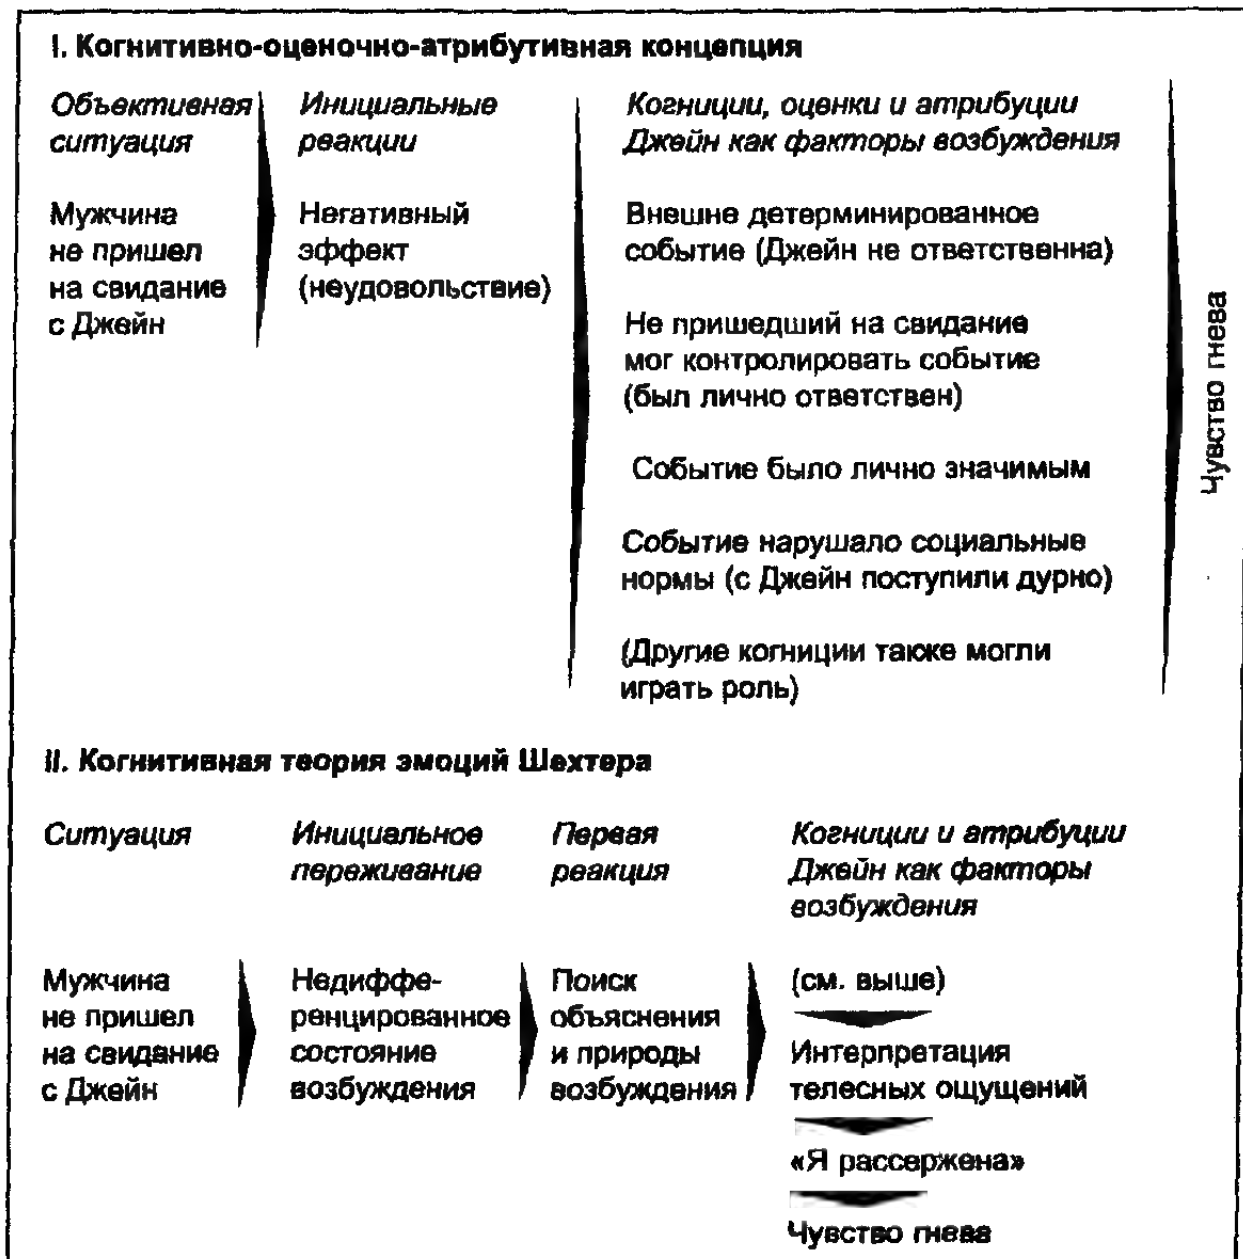 I. Когнитивно-оценочно-атрибутивная концепция
Объективная
ситуация
Инициальные
реакции
Когниции, оценки и атрибуции
Джейн как факторы возбуждения
Мужчина
не пришел
на свидание
с Джейн
Негативный
эффект
(неудовольствие)
Внешне детерминированное
событие (Джейн не ответственна)
Не пришедший на свидание
мог контролировать событие
(был лично ответствен)
Событие было лично значимым
Событие нарушало социальные
нормы (с Джейн поступили дурно)
(Другие когниции также могли
играть роль)
Чувство гнева
II. Когнитивная теория эмоций Шехтера
Ситуация
Инициальное
переживание
Первая
реакция
Когниции и атрибуции
Джейн как факторы
возбуждения
Мужчина
не пришел
на свидание
с Джейн
Недиффе-
ренцированное
состояние
возбуждения
Поиск
объяснения
и природы
возбуждения
(см. выше)
Интерпретация
телесных ощущений
«Я рассержена»
Чувство гнева